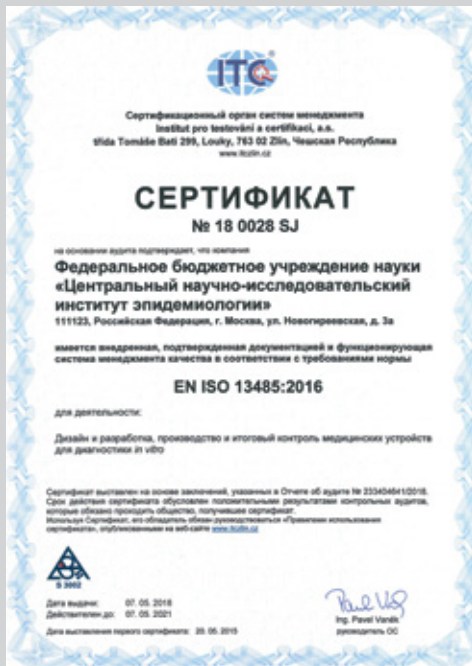 ITC
®
Сертификационный орган систем менеджмента
Institut pro testování a certifikaci, a.s.
třída Tomáše Bati 299, Louky, 763 02 Zlín, Чешская Республика
www.itczlin.cz
СЕРТИФИКАТ
№ 18 0028 SJ
на основании аудита подтверждает, что компания
Федеральное бюджетное учреждение науки
«Центральный научно-исследовательский
институт эпидемиологии»
111123, Российская Федерация, г. Москва, ул. Новогиреевская, д. 3а
имеется внедренная, подтвержденная документацией и функционирующая
система менеджмента качества в соответствии с требованиями нормы
EN ISO 13485:2016
для деятельности:
Дизайн и разработка, производство и итоговый контроль медицинских устройств
для диагностики in vitro
Сертификат выставлен на основе заключений, указанных в Отчете об аудите № 233404641/2018.
Срок действия сертификата обусловлен положительными результатами контрольных аудитов,
которые обязано проходить общество, получившее сертификат.
Используя Сертификат, его обладатель обязан руководствоваться «Правилами использования
сертификата», опубликованными на веб-сайте www.itczlin.cz
S 3002
Дата выдачи: 07. 05. 2018
Действителен до: 07. 05. 2021
Ing. Pavel Vaněk
руководитель ОС
Дата выставления первого сертификата: 20. 05. 2015